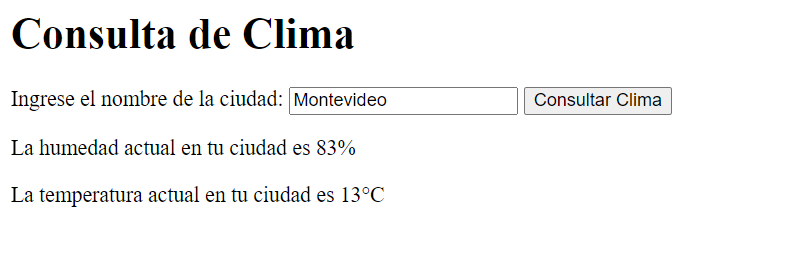 Consulta de Clima
Ingrese el nombre de la ciudad: Montevideo Consultar Clima
La humedad actual en tu ciudad es 83%
La temperatura actual en tu ciudad es 13°C